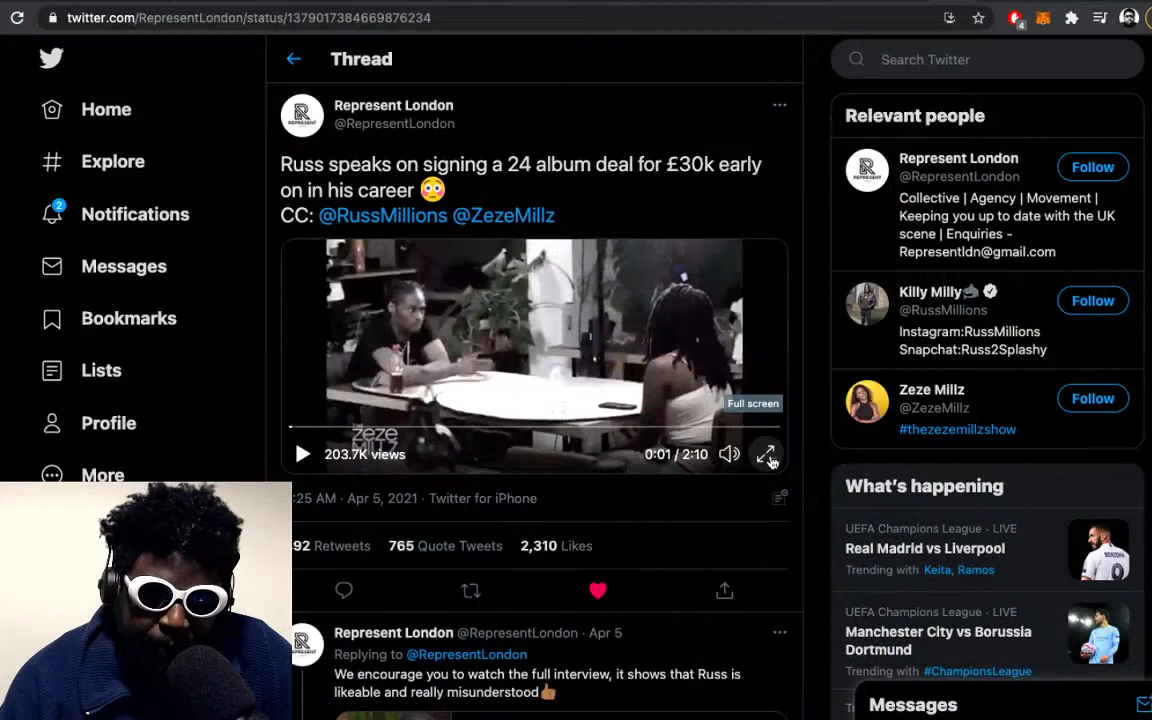 twitter.com/RepresentLondon/status/1379017384669876234
4
Home
Explore
2
Notifications
Messages
Bookmarks
Lists
Profile
More
Thread
REPRESENT
Represent London
@RepresentLondon
Russ speaks on signing a 24 album deal for £30k early
on in his career 😳
CC: @RussMillions @ZezeMillz
ZEZE
MILLZ
Full screen
203.7K views
0:01 / 2:10
:25 AM · Apr 5, 2021 · Twitter for iPhone
92 Retweets 765 Quote Tweets 2,310 Likes
Represent London @RepresentLondon · Apr 5
Replying to @RepresentLondon
We encourage you to watch the full interview, it shows that Russ is
likeable and really misunderstood👍🏾
Search Twitter
Relevant people
REPRESENT
Represent London
@RepresentLondon
Follow
Collective | Agency | Movement |
Keeping you up to date with the UK
scene | Enquiries -
Representldn@gmail.com
Killy Milly🦈
@RussMillions
Follow
Instagram:RussMillions
Snapchat:Russ2Splashy
Zeze Millz
@ZezeMillz
Follow
#thezezemillzshow
What's happening
UEFA Champions League · LIVE
Real Madrid vs Liverpool
Trending with Keita, Ramos
UEFA Champions League · LIVE
Manchester City vs Borussia
Dortmund
Trending with #ChampionsLeague
Messages